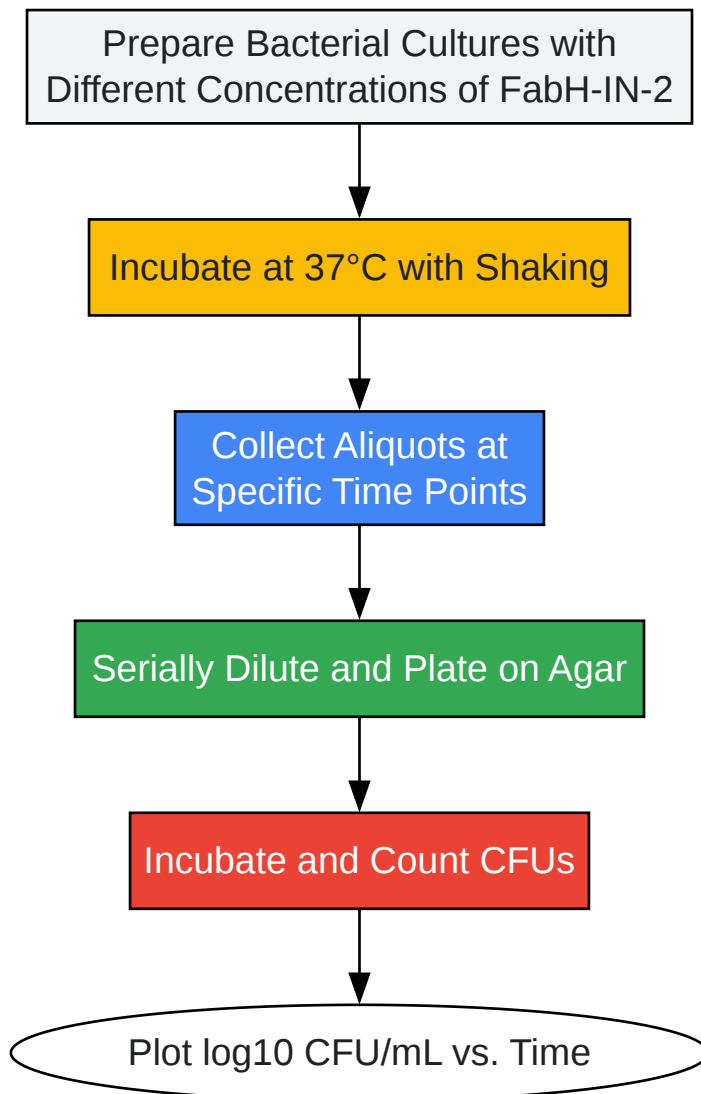 Prepare Bacterial Cultures with
Different Concentrations of FabH-IN-2
Incubate at 37°C with Shaking
Collect Aliquots at
Specific Time Points
Serially Dilute and Plate on Agar
Incubate and Count CFUs
Plot log10 CFU/mL vs. Time